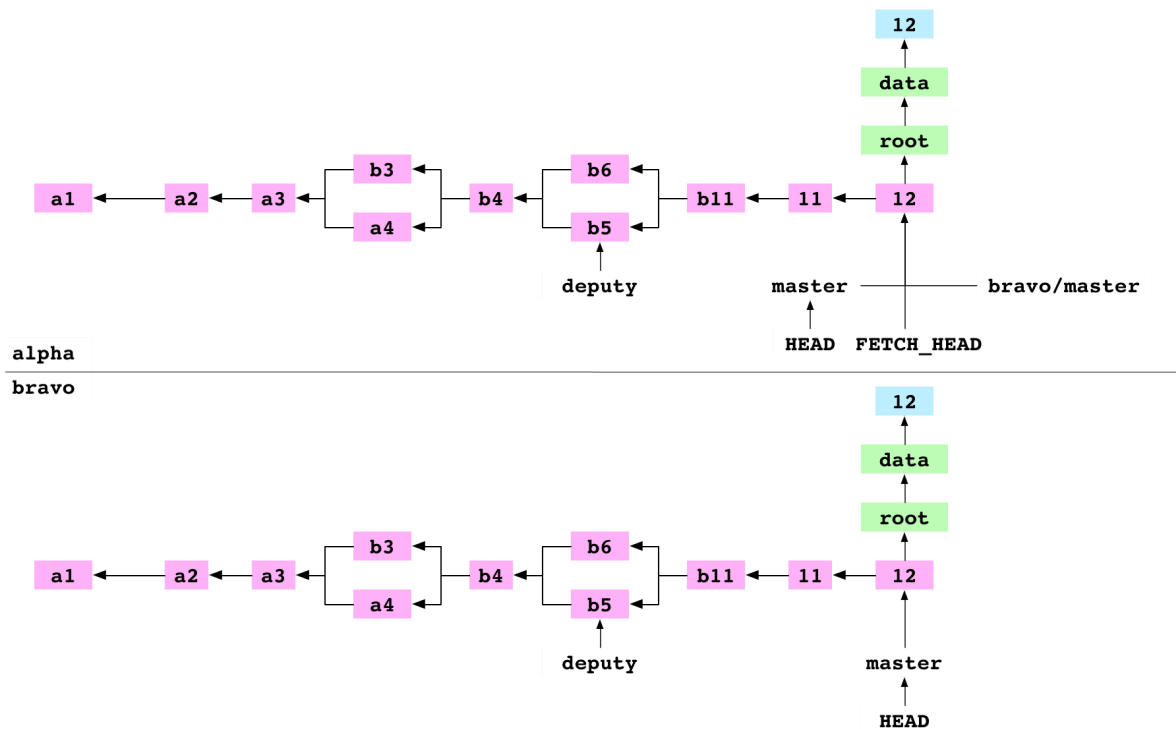 12
data
root
b3 b6
a1 a2 a3 b4 b11 11 12
a4 b5
deputy master bravo/master
HEAD FETCH_HEAD
alpha
bravo
12
data
root
b3 b6
a1 a2 a3 b4 b11 11 12
a4 b5
deputy master
HEAD